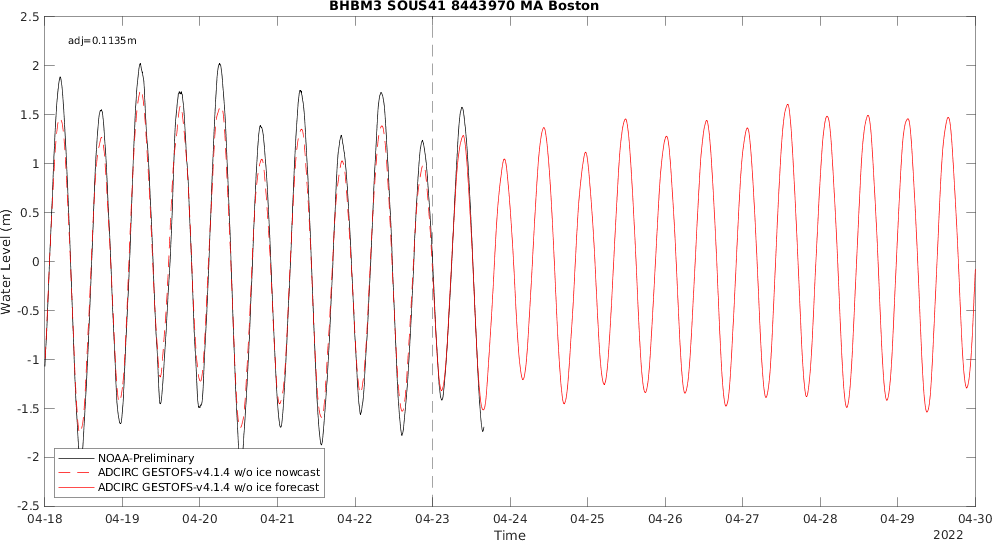 BHBM3 SOUS41 8443970 MA Boston
adj=0.1135m
2.5
2
1.5
1
0.5
0
-0.5
-1
-1.5
-2
-2.5
Water Level (m)
NOAA-Preliminary
ADCIRC GESTOFS-v4.1.4 w/o ice nowcast
ADCIRC GESTOFS-v4.1.4 w/o ice forecast
04-18 04-19 04-20 04-21 04-22 04-23 04-24 04-25 04-26 04-27 04-28 04-29 04-30
Time
2022